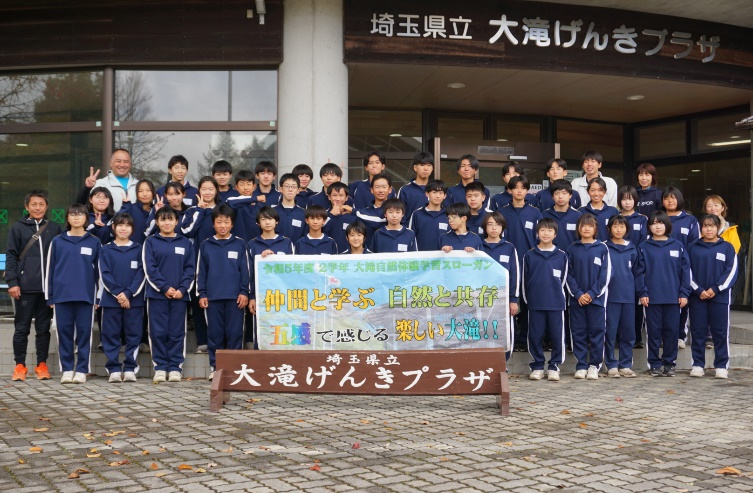 埼玉県立 大滝げんきプラザ
令和5年度 2学年 大滝自然体験学習スローガン
仲間と学ぶ 自然と共存
五感で感じる 楽しい大滝!!
埼玉県立
大滝げんきプラザ